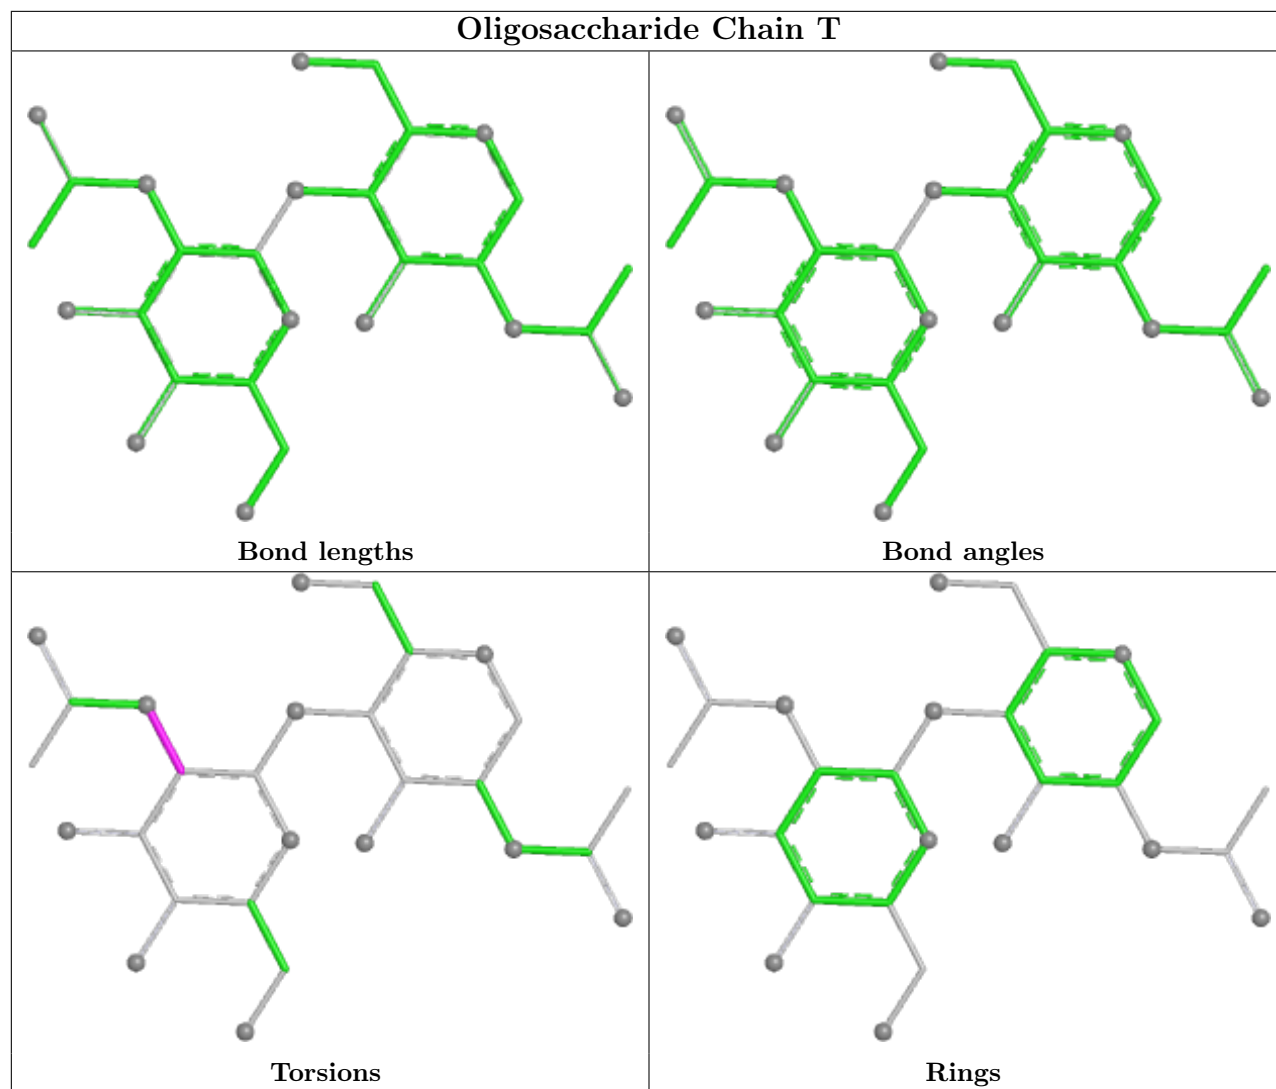 Oligosaccharide Chain T
Bond lengths
Bond angles
Torsions
Rings